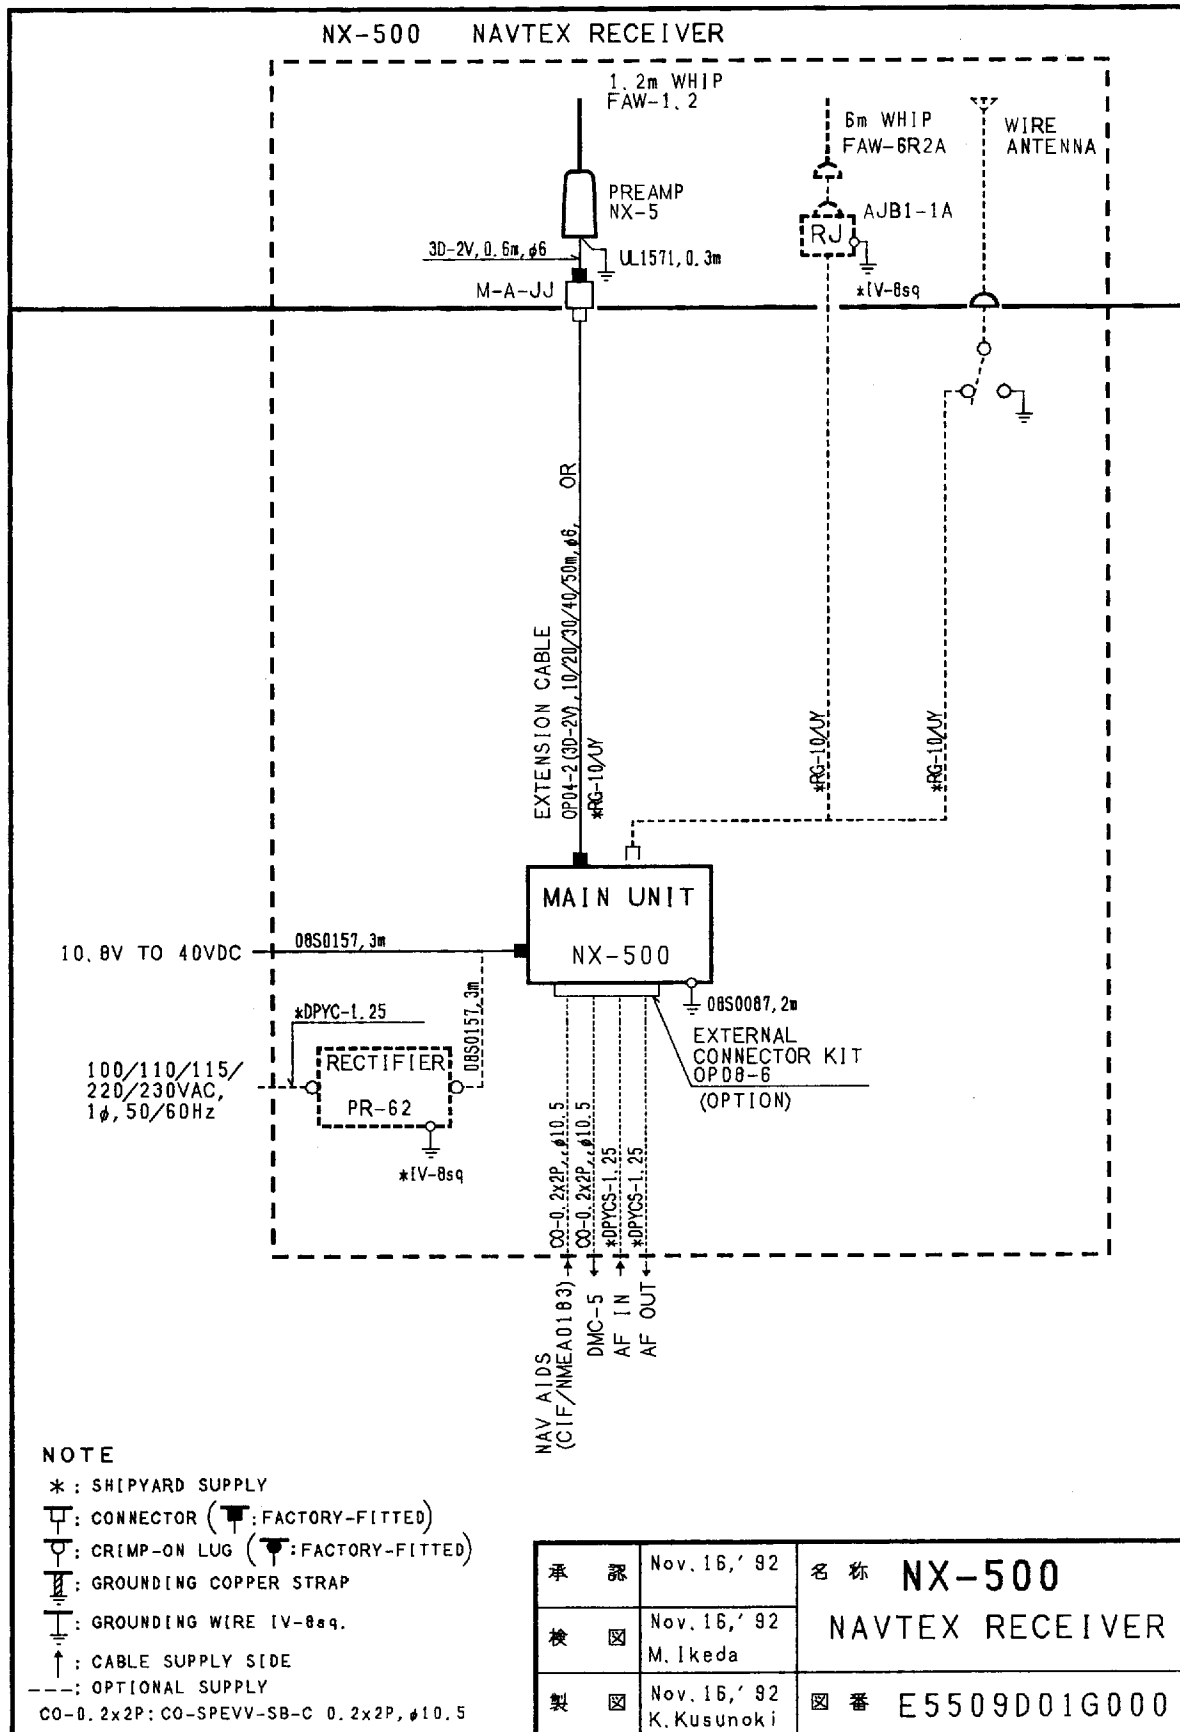 NX-500 NAVTEX RECEIVER
1.2m WHIP
FAW-1.2
6m WHIP
FAW-6R2A
WIRE
ANTENNA
PREAMP
NX-5
AJB1-1A
RJ
3D-2V, 0.6m, φ6
UL1571, 0.3m
M-A-JJ
*IV-8sq
EXTENSION CABLE
OP04-2(3D-2V), 10/20/30/40/50m, φ6, OR
*RG-10/UY
*RG-10/UY
*RG-10/UY
MAIN UNIT
NX-500
10.8V TO 40VDC
08S0157, 3m
08S0157, 3m
*DPYC-1.25
08S0087, 2m
EXTERNAL
CONNECTOR KIT
OP08-6
(OPTION)
100/110/115/
220/230VAC,
1φ, 50/60Hz
RECTIFIER
PR-62
*IV-8sq
CO-0.2x2P, φ10.5
CO-0.2x2P, φ10.5
*DPYCS-1.25
*DPYCS-1.25
NAV AIDS
(CIF/NMEA0183)
DMC-5
AF IN
AF OUT
NOTE
* : SHIPYARD SUPPLY
: CONNECTOR ( : FACTORY-FITTED)
: CRIMP-ON LUG ( : FACTORY-FITTED)
: GROUNDING COPPER STRAP
: GROUNDING WIRE IV-8sq.
: CABLE SUPPLY SIDE
---: OPTIONAL SUPPLY
CO-0.2x2P: CO-SPEVV-SB-C 0.2x2P, φ10.5
承 認 Nov. 16,' 92
検 図 Nov. 16,' 92
M. Ikeda
製 図 Nov. 16,' 92
K. Kusunoki
名 称 NX-500
NAVTEX RECEIVER
図 番 E5509D01G000